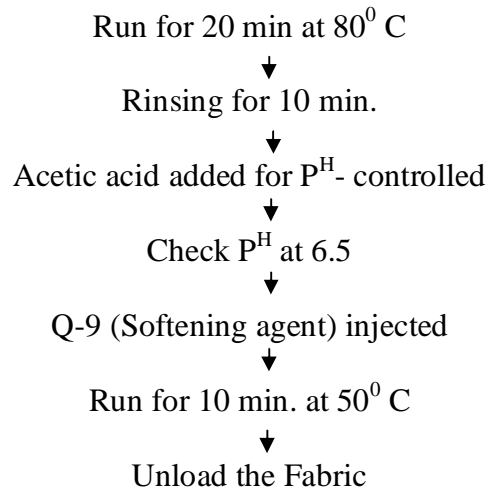 Run for 20 min at 80⁰ C
Rinsing for 10 min.
Acetic acid added for Pᴴ- controlled
Check Pᴴ at 6.5
Q-9 (Softening agent) injected
Run for 10 min. at 50⁰ C
Unload the Fabric